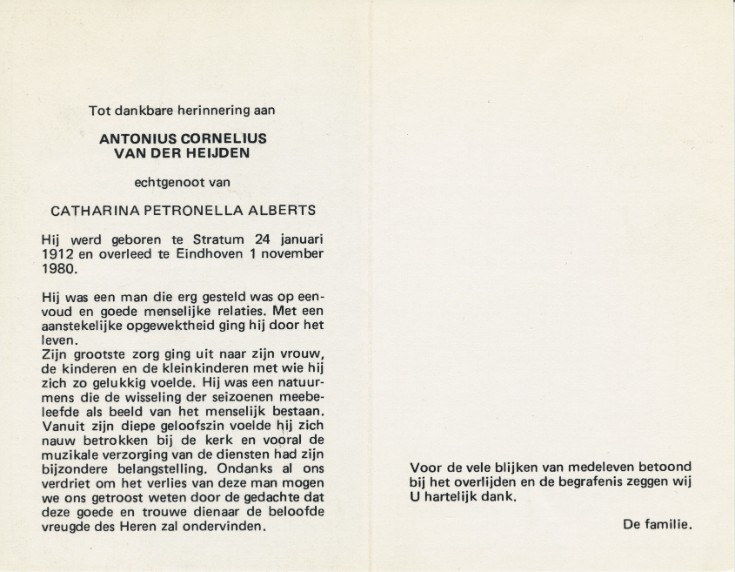 Tot dankbare herinnering aan
ANTONIUS CORNELIUS
VAN DER HEIJDEN
echtgenoot van
CATHARINA PETRONELLA ALBERTS
Hij werd geboren te Stratum 24 januari
1912 en overleed te Eindhoven 1 november
1980.
Hij was een man die erg gesteld was op een-
voud en goede menselijke relaties. Met een
aanstekelijke opgewektheid ging hij door het
leven.
Zijn grootste zorg ging uit naar zijn vrouw,
de kinderen en de kleinkinderen met wie hij
zich zo gelukkig voelde. Hij was een natuur-
mens die de wisseling der seizoenen meebe-
leefde als beeld van het menselijk bestaan.
Vanuit zijn diepe geloofszin voelde hij zich
nauw betrokken bij de kerk en vooral de
muzikale verzorging van de diensten had zijn
bijzondere belangstelling. Ondanks al ons
verdriet om het verlies van deze man mogen
we ons getroost weten door de gedachte dat
deze goede en trouwe dienaar de beloofde
vreugde des Heren zal ondervinden.
Voor de vele blijken van medeleven betoond
bij het overlijden en de begrafenis zeggen wij
U hartelijk dank.
De familie.